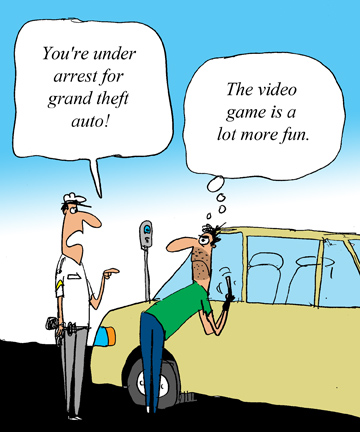 You're under
arrest for
grand theft
auto!
The video
game is a
lot more fun.